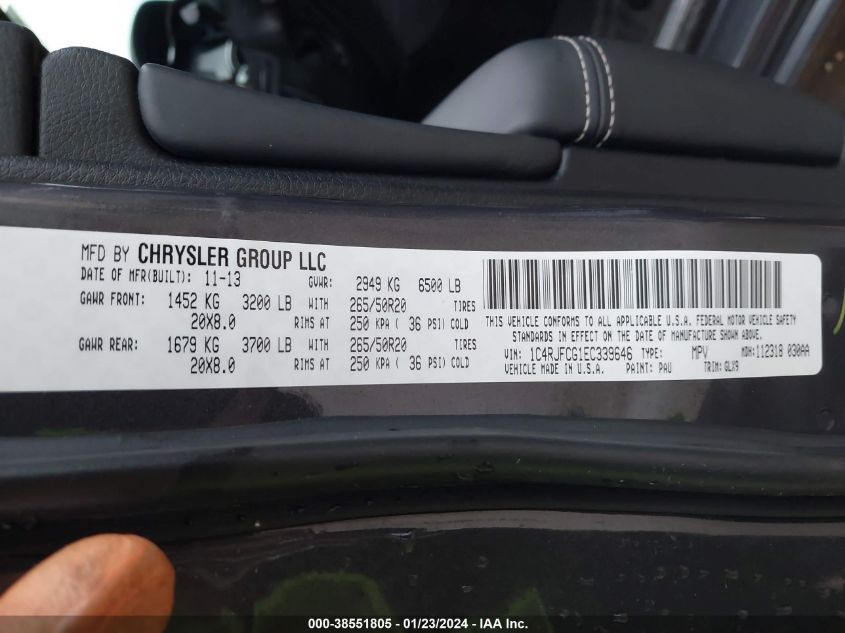 MFD BY CHRYSLER GROUP LLC
DATE OF MFR(BUILT): 11-13 GVWR: 2949 KG 6500 LB
GAWR FRONT: 1452 KG 3200 LB WITH 265/50R20 TIRES
20X8.0 RIMS AT 250 KPA ( 36 PSI) COLD
GAWR REAR: 1679 KG 3700 LB WITH 265/50R20 TIRES
20X8.0 RIMS AT 250 KPA ( 36 PSI) COLD
THIS VEHICLE CONFORMS TO ALL APPLICABLE U.S.A. FEDERAL MOTOR VEHICLE SAFETY
STANDARDS IN EFFECT ON THE DATE OF MANUFACTURE SHOWN ABOVE.
VIN: 1C4RJFCG1EC339646 TYPE: MPV MDH: 112318 030AA
VEHICLE MADE IN U.S.A. PAINT: PAU TRIM: GLX9
000-38551805 - 01/23/2024 - IAA Inc.